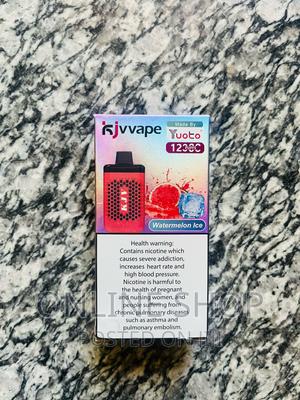 hjvvape
Made By
Yuoto
12000
Watermelon Ice
Health warning:
Contains nicotine which
causes severe addiction,
increases heart rate and
high blood pressure.
Nicotine is harmful to
the health of pregnant
and nursing women, and
people suffering from
chronic pulmonary diseases
such as asthma and
pulmonary embolism.